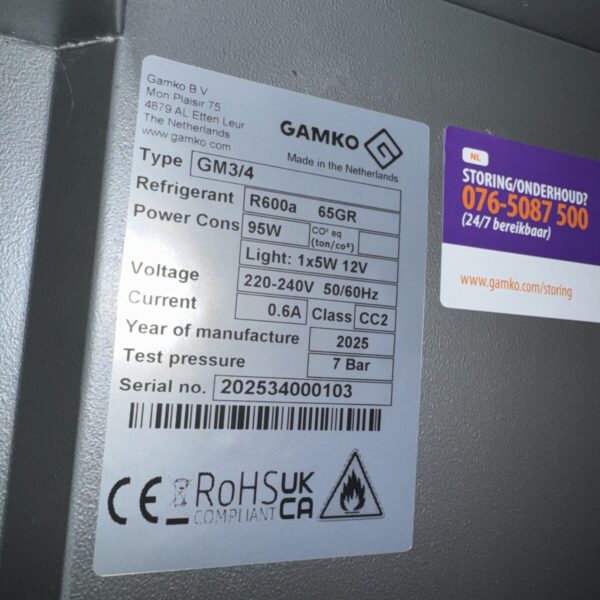 Gamko B V
Mon Plaisir 75
4879 AL Etten Leur
The Netherlands
www.gamko.com
GAMKO
Made in the Netherlands
Type GM3/4
Refrigerant R600a 65GR
Power Cons 95W CO² eq (ton/co²)
Light: 1x5W 12V
Voltage 220-240V 50/60Hz
Current 0.6A Class CC2
Year of manufacture 2025
Test pressure 7 Bar
Serial no. 202534000103
CE RoHS COMPLIANT UK CA
NL
STORING/ONDERHOUD?
076-5087 500
(24/7 bereikbaar)
www.gamko.com/storing